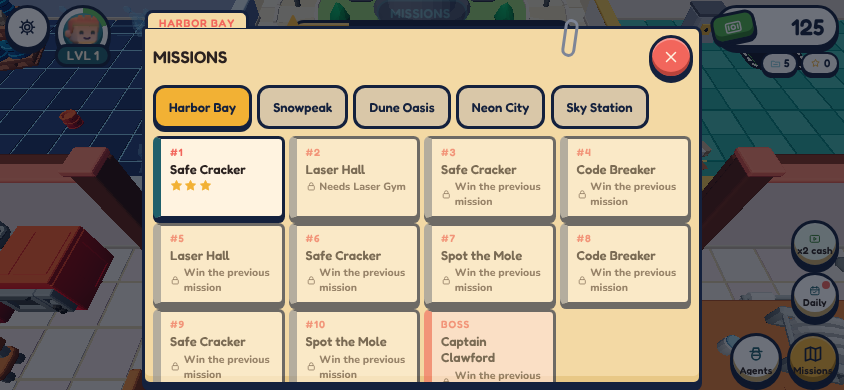 HARBOR BAY
MISSIONS
LVL 1
125
5
0
MISSIONS
Harbor Bay
Snowpeak
Dune Oasis
Neon City
Sky Station
#1
Safe Cracker
#2
Laser Hall
Needs Laser Gym
#3
Safe Cracker
Win the previous
mission
#4
Code Breaker
Win the previous
mission
#5
Laser Hall
Win the previous
mission
#6
Safe Cracker
Win the previous
mission
#7
Spot the Mole
Win the previous
mission
#8
Code Breaker
Win the previous
mission
#9
Safe Cracker
Win the previous
mission
#10
Spot the Mole
Win the previous
mission
BOSS
Captain
Clawford
Win the previous
x2 cash
Daily
Agents
Missions